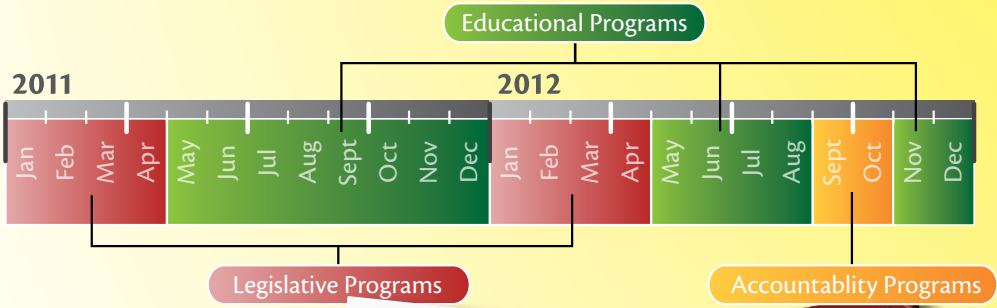 Educational Programs
2011 2012
Jan Feb Mar Apr May Jun Jul Aug Sept Oct Nov Dec Jan Feb Mar Apr May Jun Jul Aug Sept Oct Nov Dec
Legislative Programs Accountablity Programs